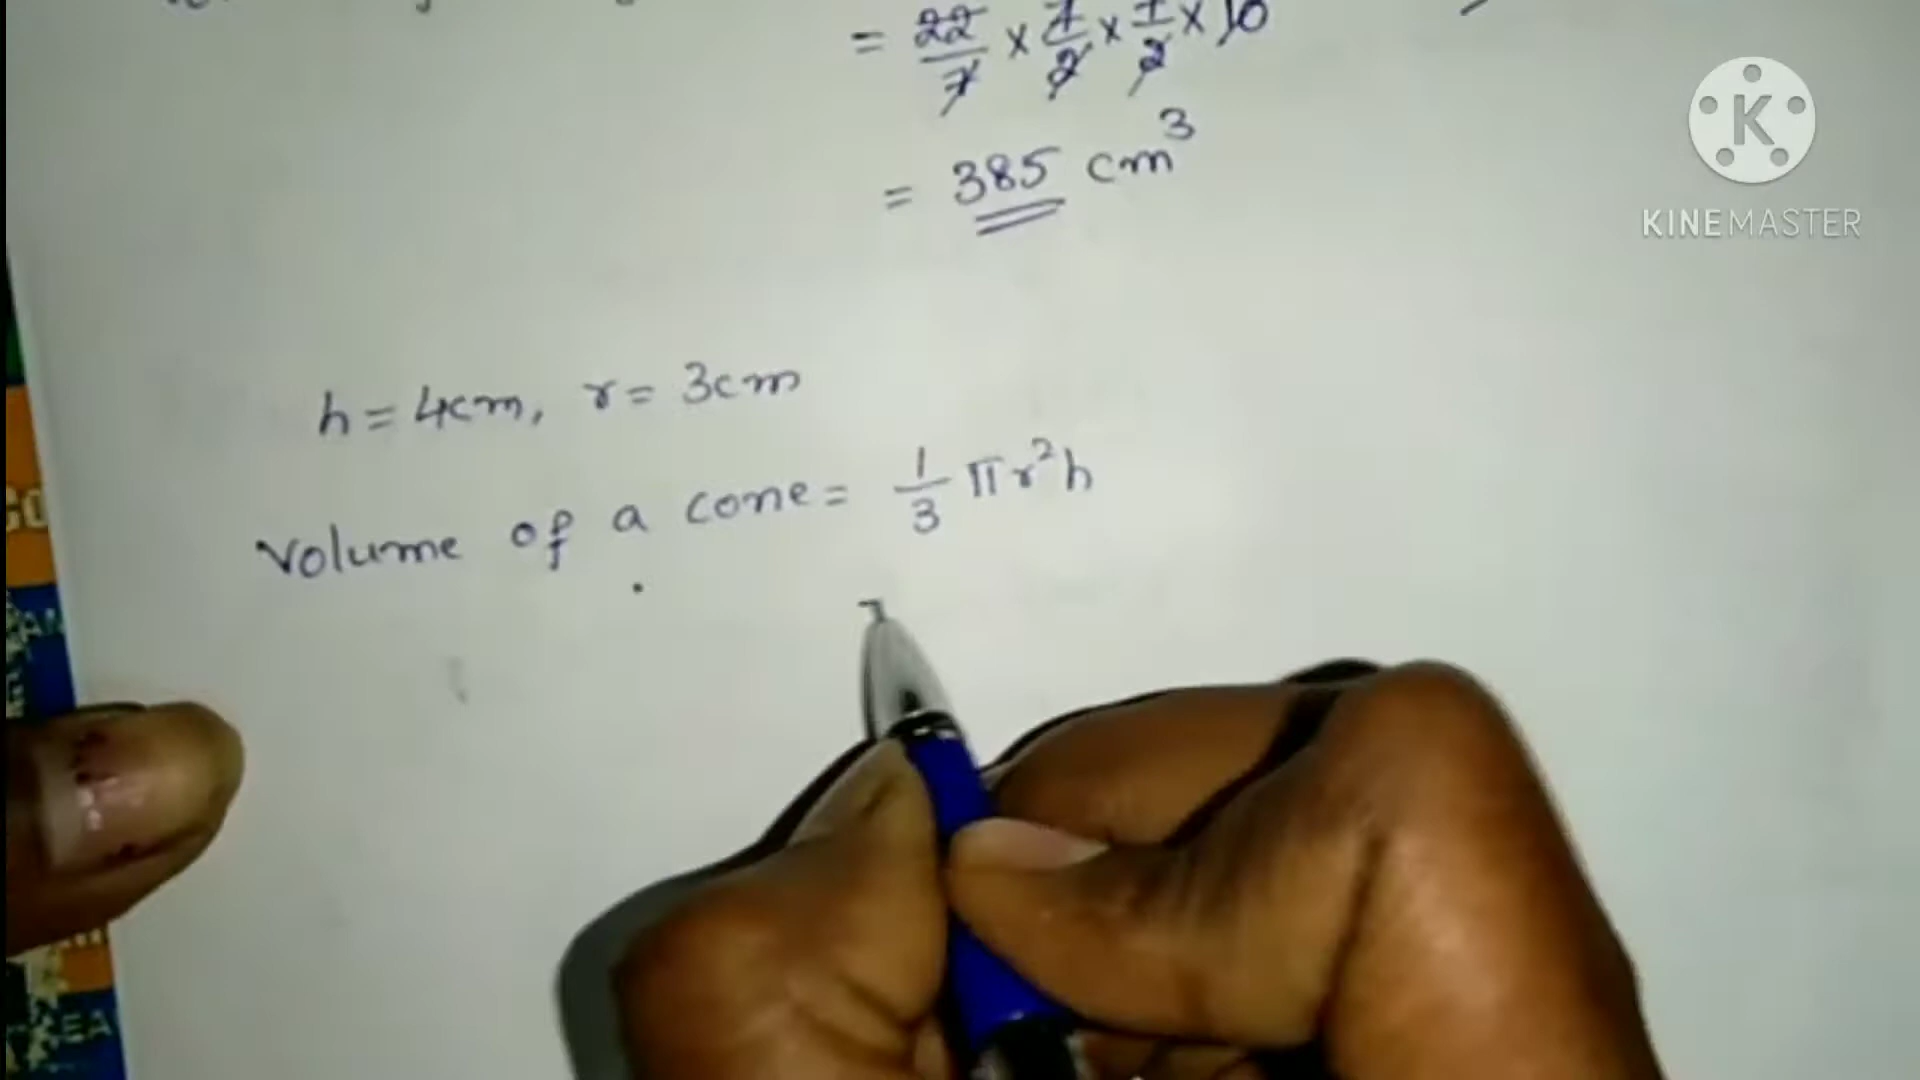 = 22/7 × 7/2 × 7/2 × 10
= 385 cm³
KINEMASTER
h = 4cm, r = 3cm
Volume of a cone = 1/3 πr²h